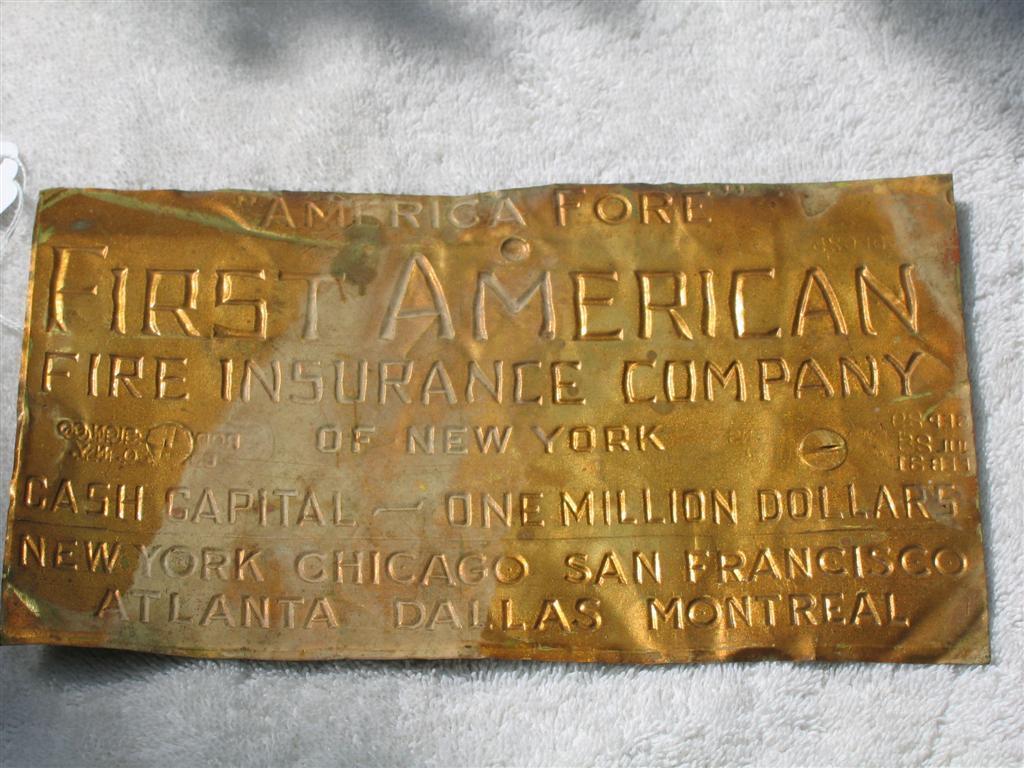 "AMERICA FORE"
FIRST AMERICAN
FIRE INSURANCE COMPANY
OF NEW YORK
CASH CAPITAL — ONE MILLION DOLLARS
NEW YORK CHICAGO SAN FRANCISCO
ATLANTA DALLAS MONTREAL